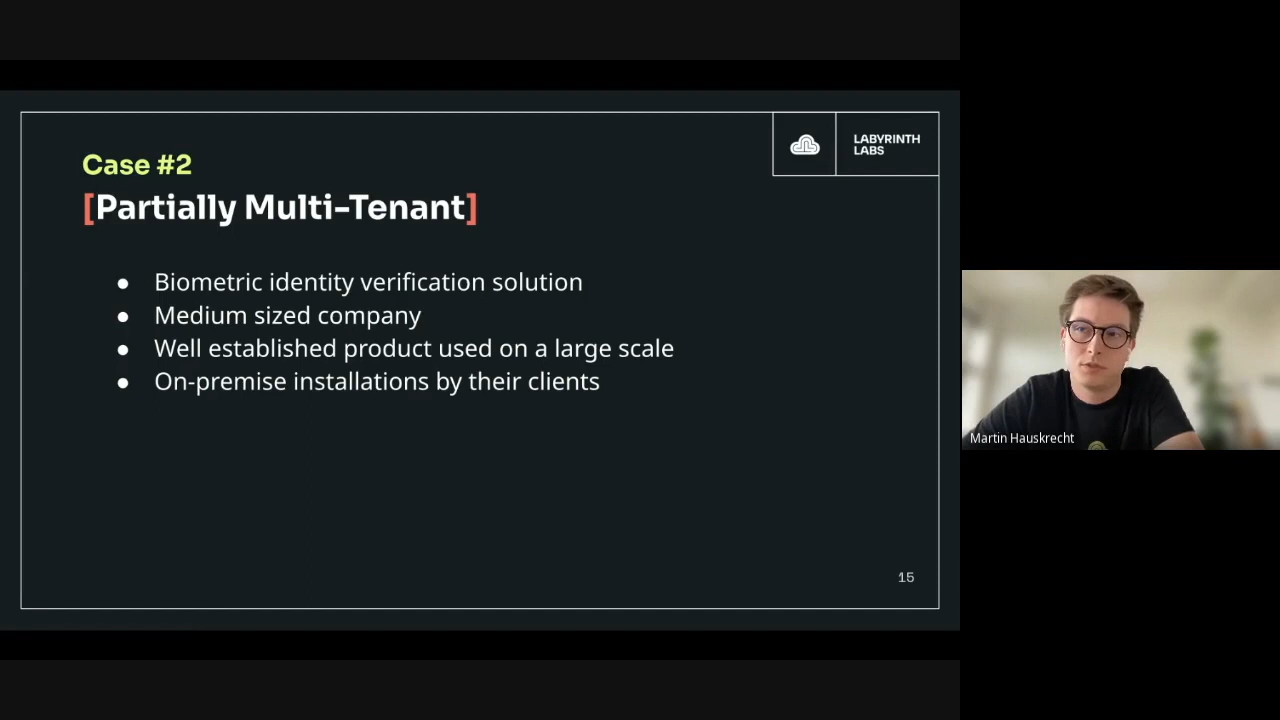 Case #2
[Partially Multi-Tenant]
LABYRINTH
LABS
● Biometric identity verification solution
● Medium sized company
● Well established product used on a large scale
● On-premise installations by their clients
15
Martin Hauskrecht